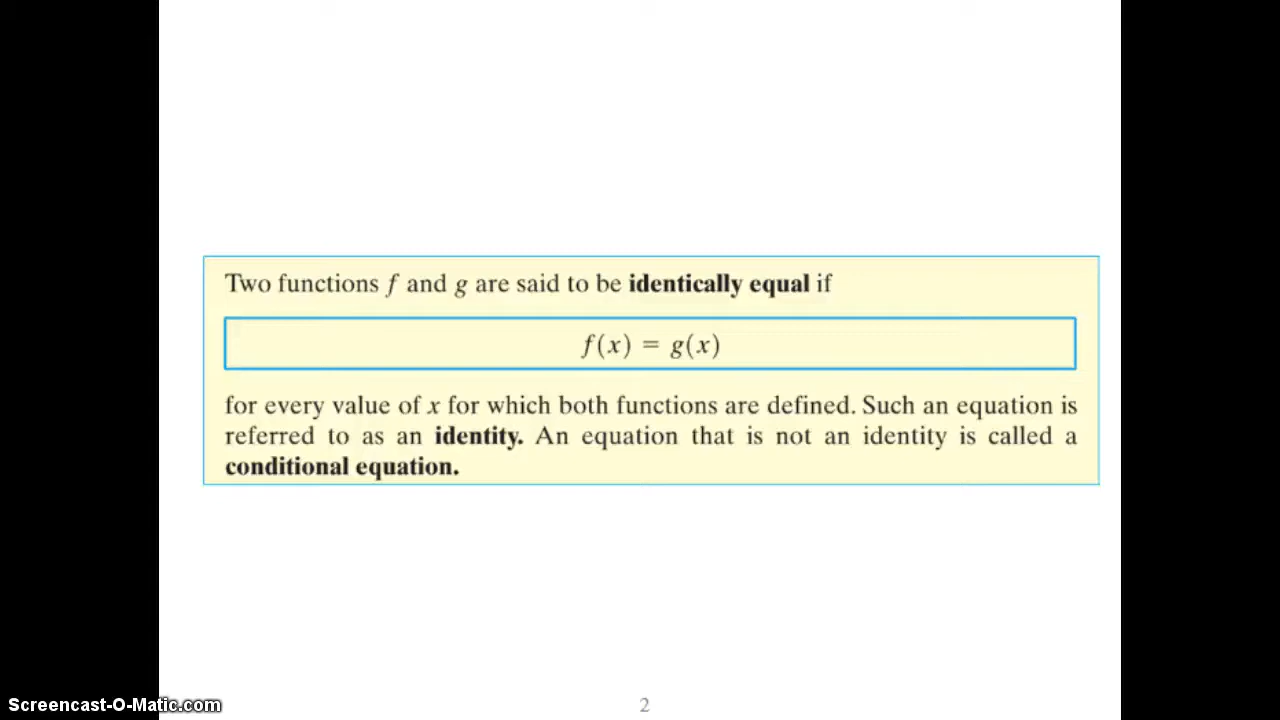 Two functions f and g are said to be identically equal if
f(x) = g(x)
for every value of x for which both functions are defined. Such an equation is
referred to as an identity. An equation that is not an identity is called a
conditional equation.
Screencast-O-Matic.com
2